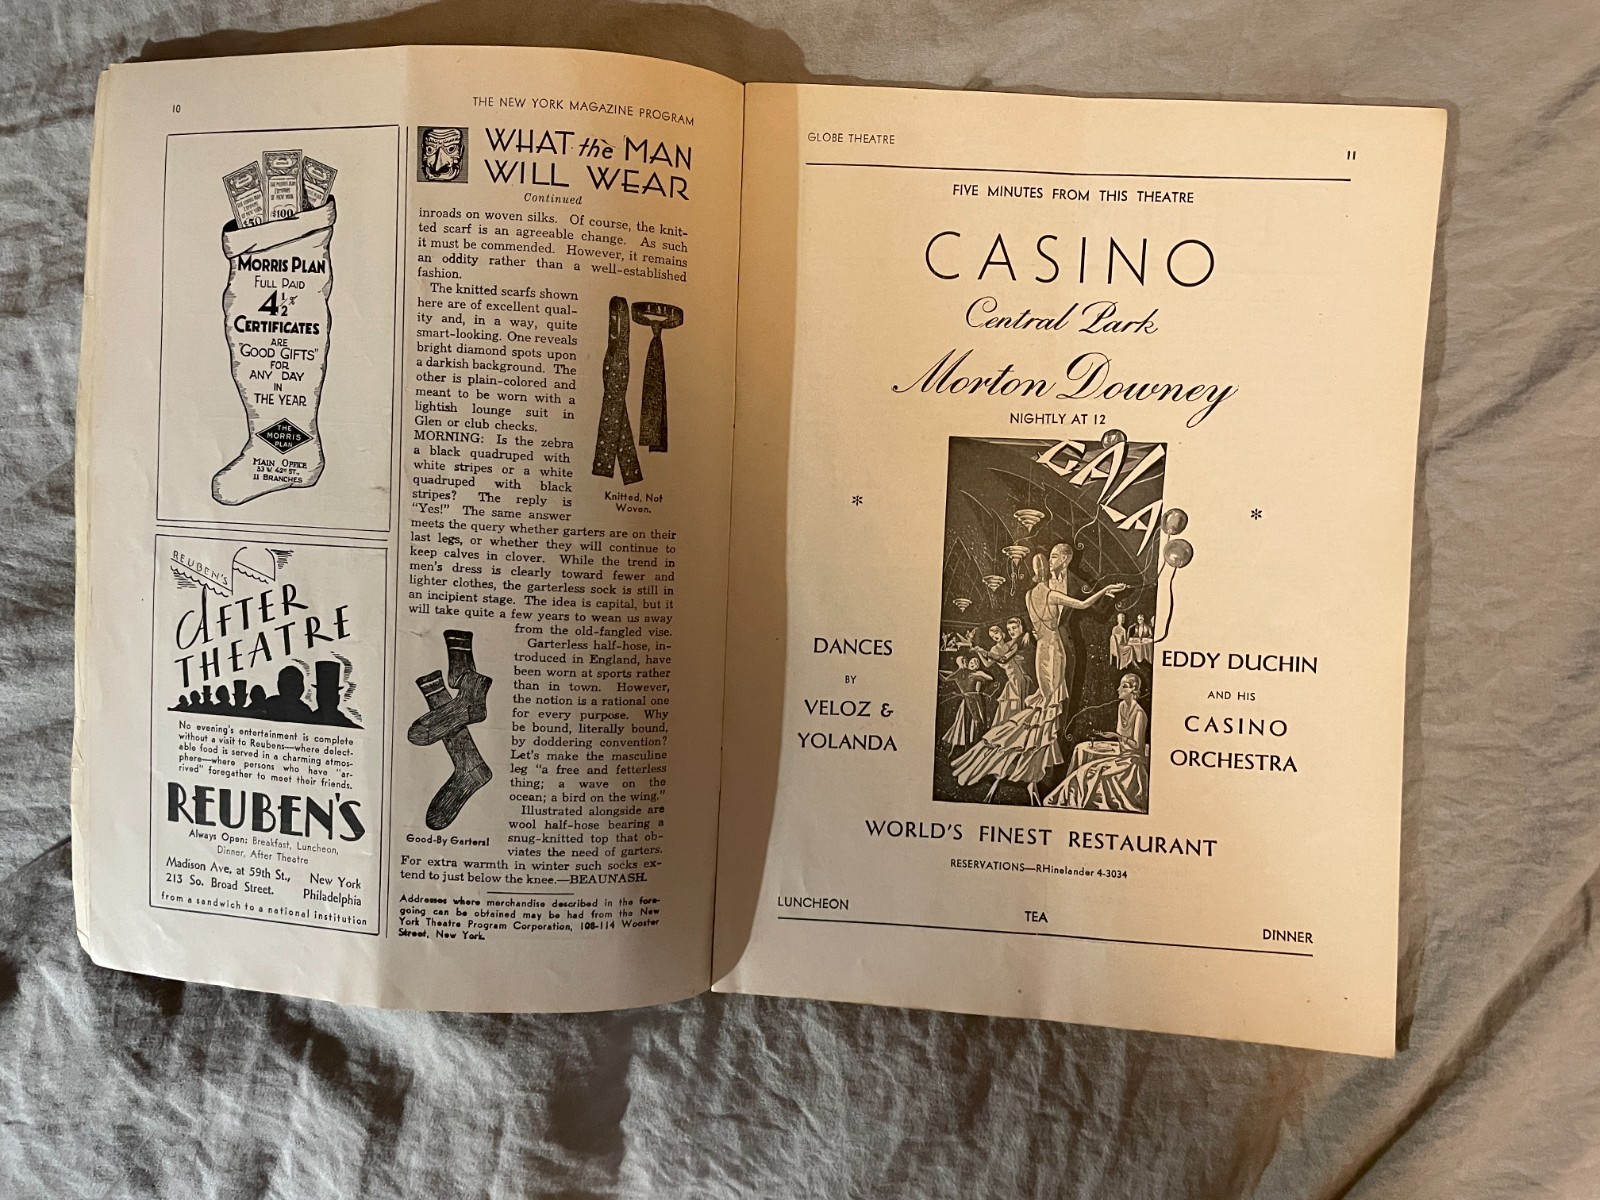 10
THE NEW YORK MAGAZINE PROGRAM
$50
$100
MORRIS PLAN
FULL PAID
4 1/2 %
CERTIFICATES
ARE
"GOOD GIFTS"
FOR
ANY DAY
IN
THE YEAR
THE
MORRIS
PLAN
MAIN OFFICE
33 W. 42ND ST.,
11 BRANCHES
REUBEN'S
AFTER
THEATRE
No evening's entertainment is complete
without a visit to Reubens—where delect-
able food is served in a charming atmos-
phere—where persons who have "ar-
rived" foregather to meet their friends.
REUBEN'S
Always Open: Breakfast, Luncheon,
Dinner, After Theatre
Madison Ave, at 59th St., New York
213 So. Broad Street. Philadelphia
from a sandwich to a national institution
WHAT the MAN
WILL WEAR
Continued
inroads on woven silks. Of course, the knit-
ted scarf is an agreeable change. As such
it must be commended. However, it remains
an oddity rather than a well-established
fashion.
The knitted scarfs shown
here are of excellent qual-
ity and, in a way, quite
smart-looking. One reveals
bright diamond spots upon
a darkish background. The
other is plain-colored and
meant to be worn with a
lightish lounge suit in
Glen or club checks.
MORNING: Is the zebra
a black quadruped with
white stripes or a white
quadruped with black
stripes? The reply is
"Yes!" The same answer
meets the query whether garters are on their
last legs, or whether they will continue to
keep calves in clover. While the trend in
men's dress is clearly toward fewer and
lighter clothes, the garterless sock is still in
an incipient stage. The idea is capital, but it
will take quite a few years to wean us away
from the old-fangled vise.
Garterless half-hose, in-
troduced in England, have
been worn at sports rather
than in town. However,
the notion is a rational one
for every purpose. Why
be bound, literally bound,
by doddering convention?
Let's make the masculine
leg "a free and fetterless
thing; a wave on the
ocean; a bird on the wing."
Illustrated alongside are
wool half-hose bearing a
snug-knitted top that ob-
viates the need of garters.
For extra warmth in winter such socks ex-
tend to just below the knee.—BEAUNASH.
Knitted, Not
Woven.
Good-By Garters!
Addresses where merchandise described in the fore-
going can be obtained may be had from the New
York Theatre Program Corporation, 108-114 Wooster
Street, New York.
GLOBE THEATRE
11
FIVE MINUTES FROM THIS THEATRE
CASINO
Central Park
Morton Downey
NIGHTLY AT 12
GALA
* *
DANCES
BY
VELOZ &
YOLANDA
EDDY DUCHIN
AND HIS
CASINO
ORCHESTRA
WORLD'S FINEST RESTAURANT
RESERVATIONS—RHinelander 4-3034
LUNCHEON
TEA
DINNER